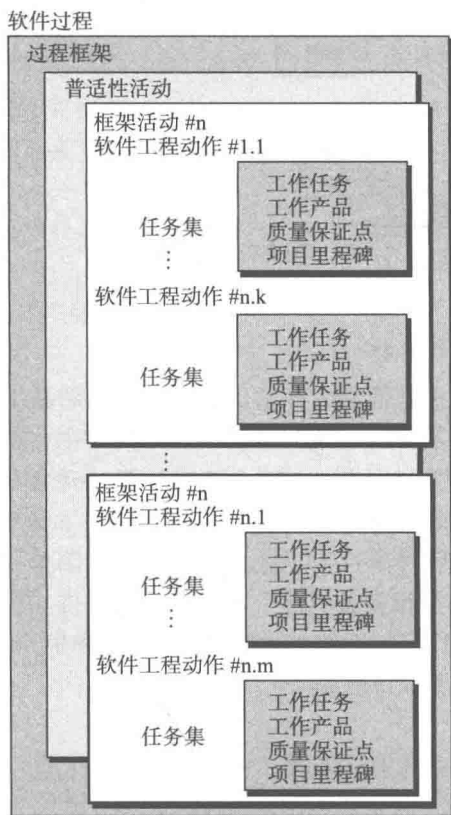 软件过程
过程框架
普适性活动
框架活动 #n
软件工程动作 #1.1
工作任务
工作产品
任务集
质量保证点
项目里程碑
⋮
软件工程动作 #n.k
工作任务
工作产品
任务集
质量保证点
项目里程碑
⋮
框架活动 #n
软件工程动作 #n.1
工作任务
工作产品
任务集
质量保证点
项目里程碑
⋮
软件工程动作 #n.m
工作任务
工作产品
任务集
质量保证点
项目里程碑